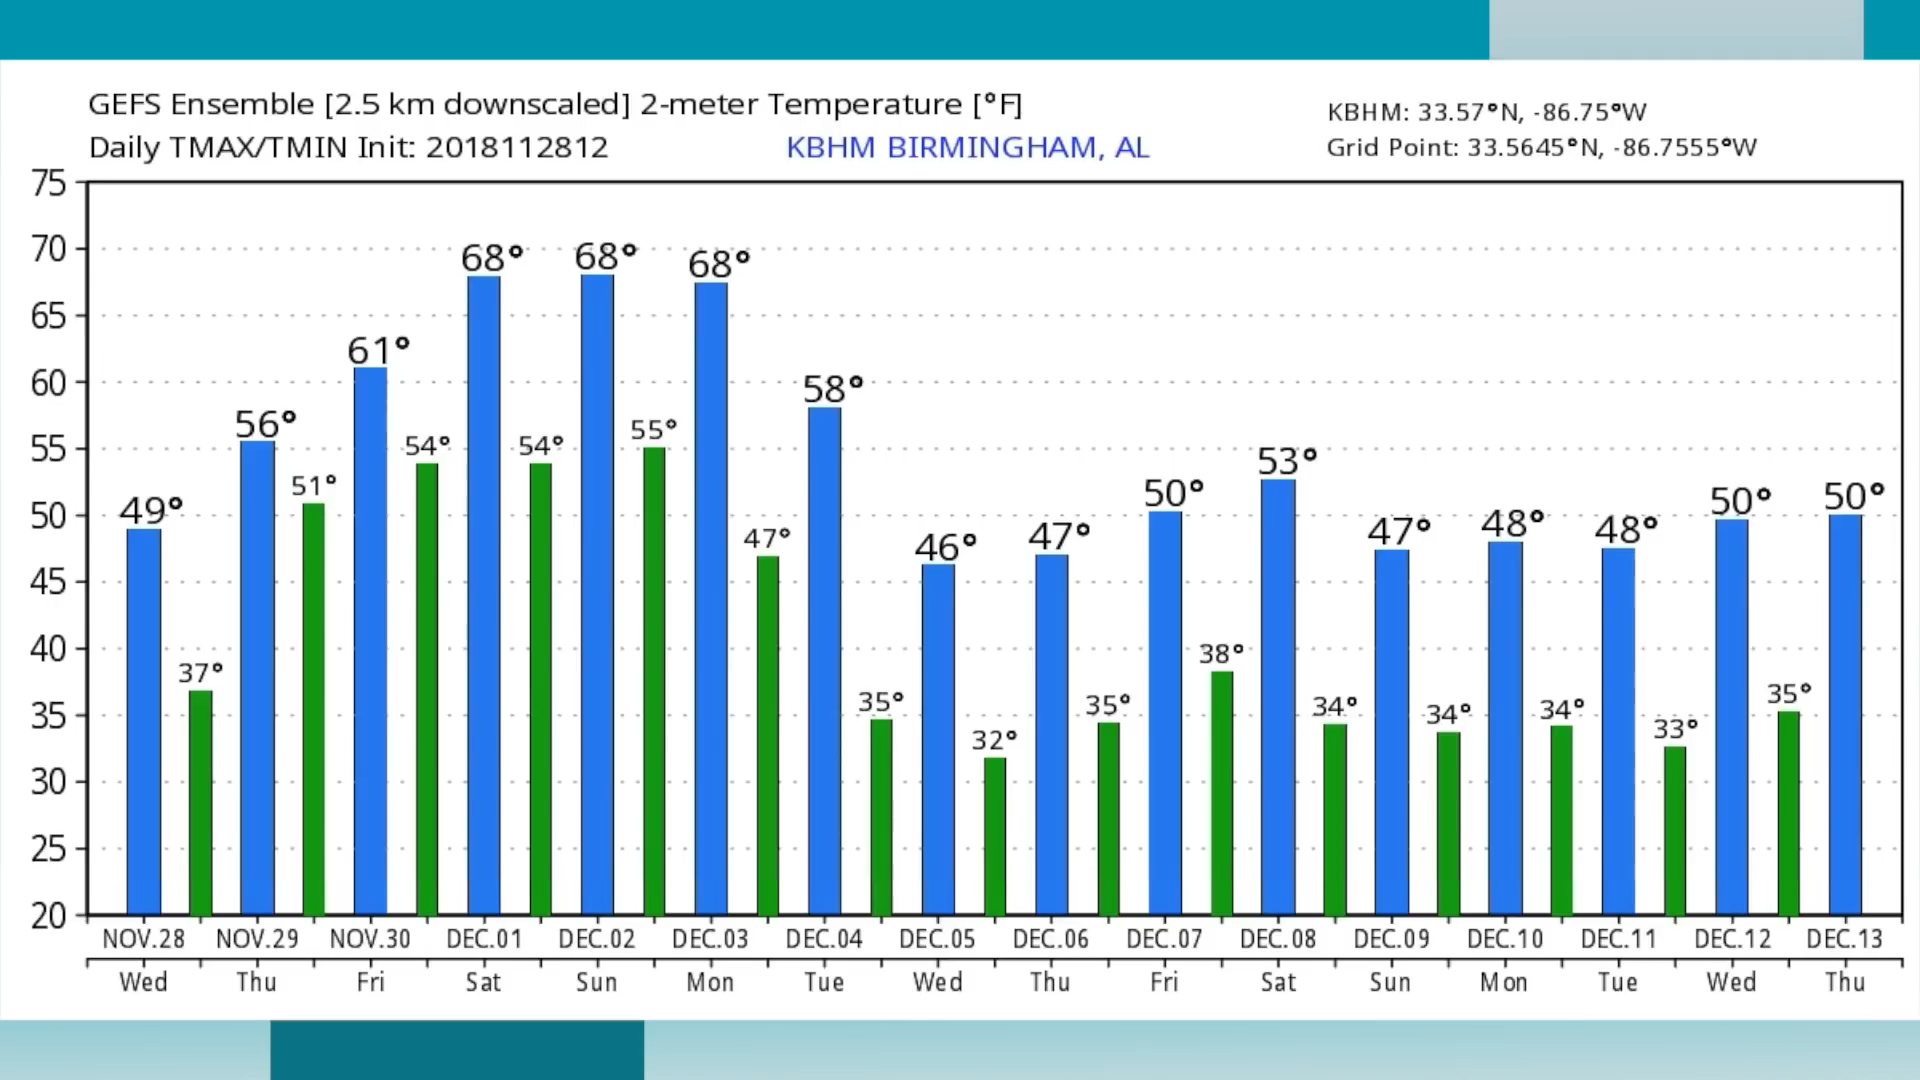 GEFS Ensemble [2.5 km downscaled] 2-meter Temperature [°F]
Daily TMAX/TMIN Init: 2018112812
KBHM BIRMINGHAM, AL
KBHM: 33.57°N, -86.75°W
Grid Point: 33.5645°N, -86.7555°W
75
70
65
60
55
50
45
40
35
30
25
20
49° 37° 56° 51° 61° 54° 68° 54° 68° 55° 68° 47° 58° 35° 46° 32° 47° 35° 50° 38° 53° 34° 47° 34° 48° 34° 48° 33° 50° 35° 50°
NOV.28 NOV.29 NOV.30 DEC.01 DEC.02 DEC.03 DEC.04 DEC.05 DEC.06 DEC.07 DEC.08 DEC.09 DEC.10 DEC.11 DEC.12 DEC.13
Wed Thu Fri Sat Sun Mon Tue Wed Thu Fri Sat Sun Mon Tue Wed Thu